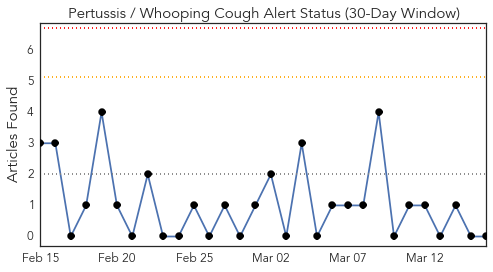 Pertussis / Whooping Cough Alert Status (30-Day Window)
Articles Found
6
5
4
3
2
1
0
Feb 15 Feb 20 Feb 25 Mar 02 Mar 07 Mar 12